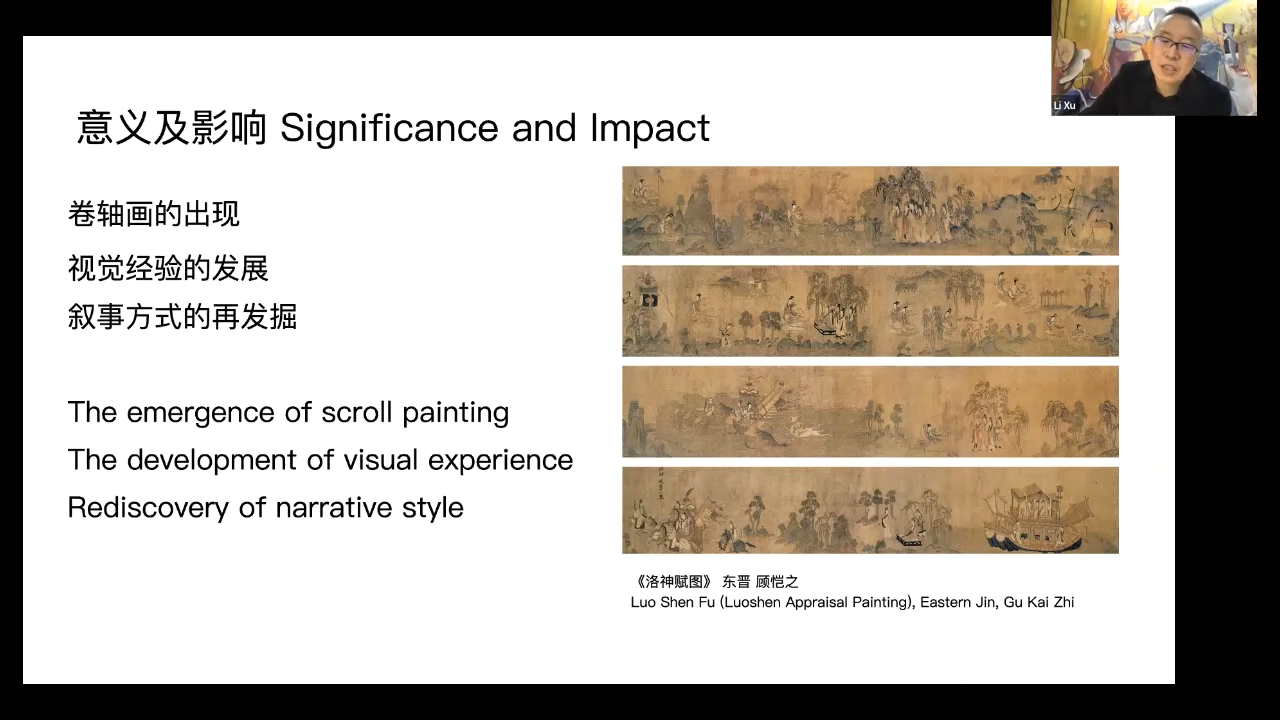 意义及影响 Significance and Impact
卷轴画的出现
视觉经验的发展
叙事方式的再发掘
The emergence of scroll painting
The development of visual experience
Rediscovery of narrative style
《洛神赋图》 东晋 顾恺之
Luo Shen Fu (Luoshen Appraisal Painting), Eastern Jin, Gu Kai Zhi
Li Xu